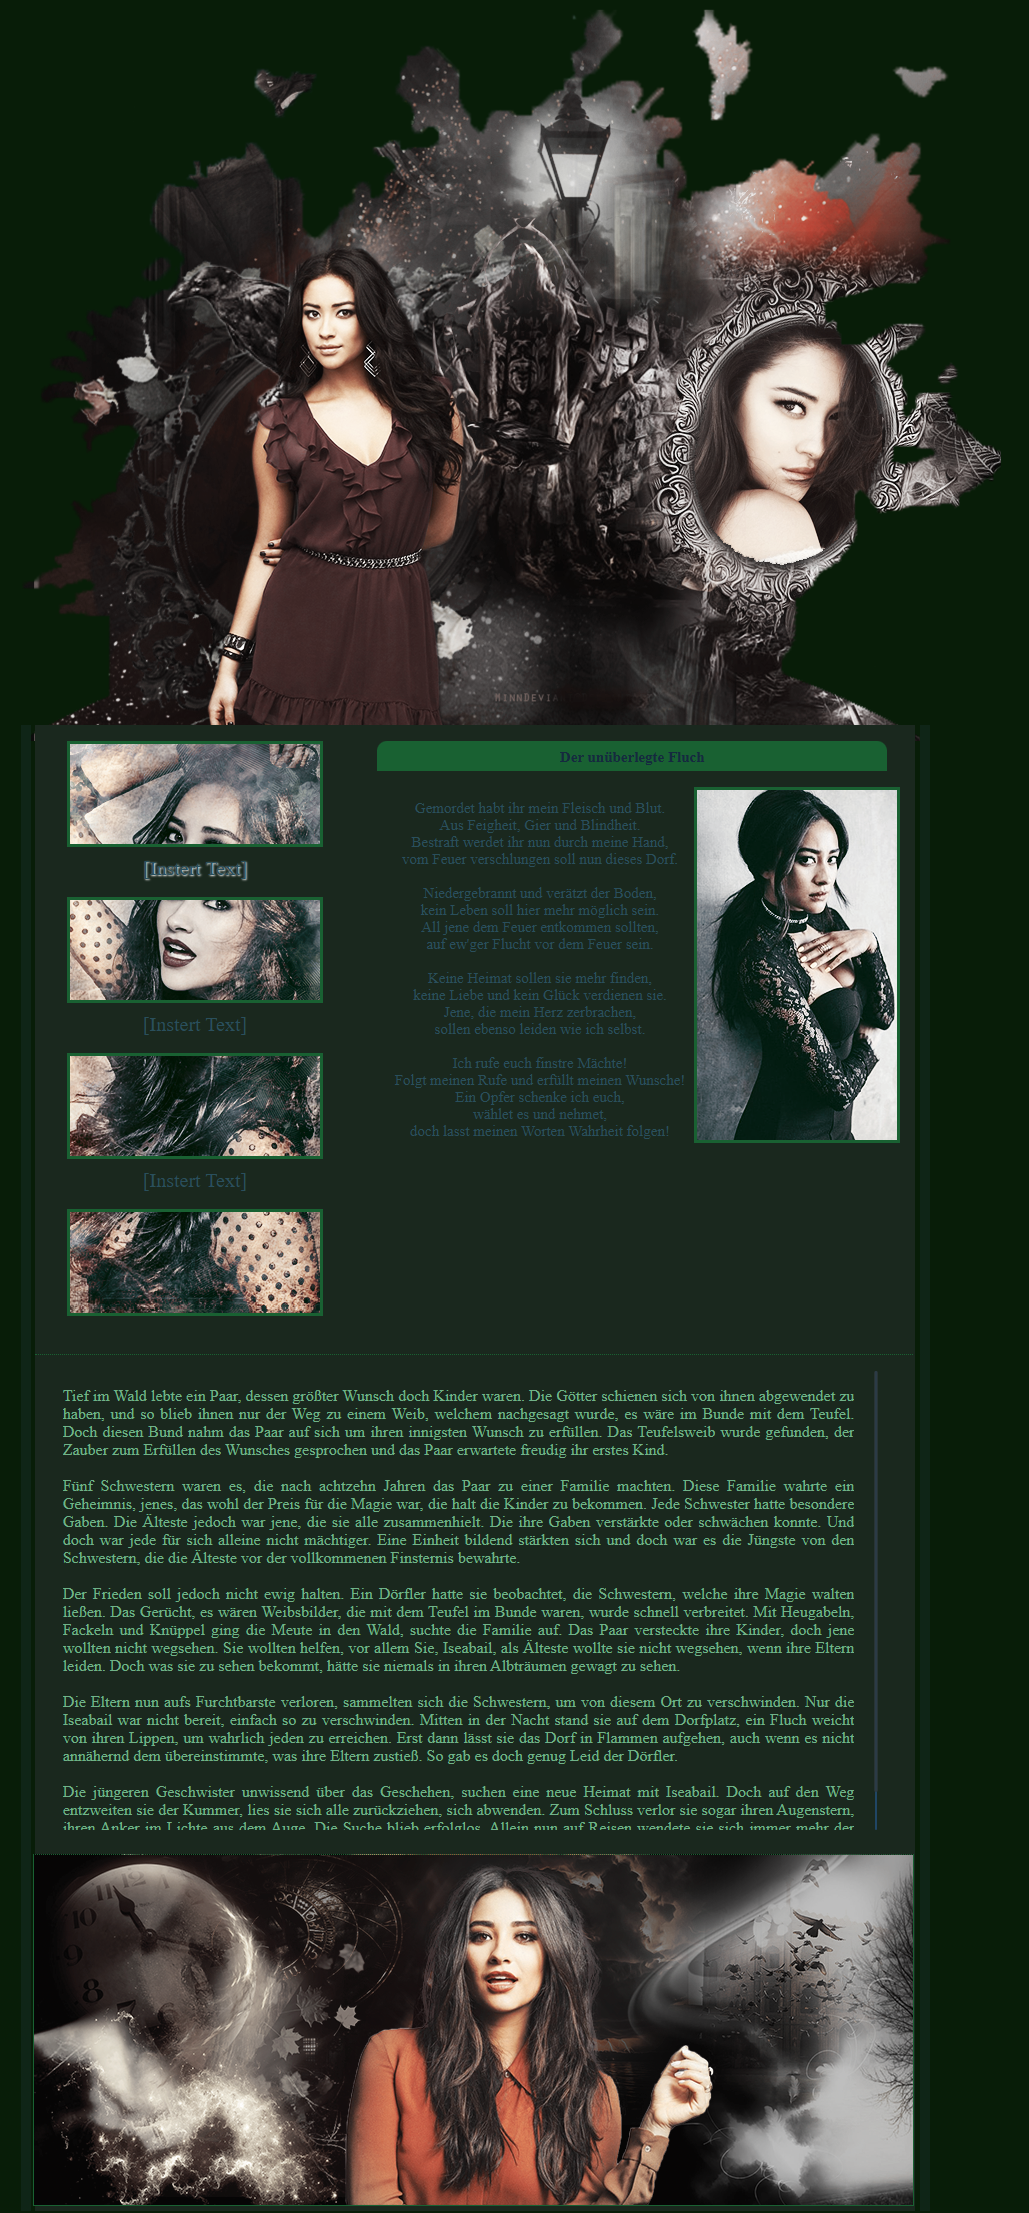 MINNDEVIA
[Instert Text]
[Instert Text]
[Instert Text]
Der unüberlegte Fluch
Gemordet habt ihr mein Fleisch und Blut.
Aus Feigheit, Gier und Blindheit.
Bestraft werdet ihr nun durch meine Hand,
vom Feuer verschlungen soll nun dieses Dorf.
Niedergebrannt und verätzt der Boden,
kein Leben soll hier mehr möglich sein.
All jene dem Feuer entkommen sollten,
auf ew'ger Flucht vor dem Feuer sein.
Keine Heimat sollen sie mehr finden,
keine Liebe und kein Glück verdienen sie.
Jene, die mein Herz zerbrachen,
sollen ebenso leiden wie ich selbst.
Ich rufe euch finstre Mächte!
Folgt meinen Rufe und erfüllt meinen Wunsche!
Ein Opfer schenke ich euch,
wählet es und nehmet,
doch lasst meinen Worten Wahrheit folgen!
Tief im Wald lebte ein Paar, dessen größter Wunsch doch Kinder waren. Die Götter schienen sich von ihnen abgewendet zu
haben, und so blieb ihnen nur der Weg zu einem Weib, welchem nachgesagt wurde, es wäre im Bunde mit dem Teufel.
Doch diesen Bund nahm das Paar auf sich um ihren innigsten Wunsch zu erfüllen. Das Teufelsweib wurde gefunden, der
Zauber zum Erfüllen des Wunsches gesprochen und das Paar erwartete freudig ihr erstes Kind.
Fünf Schwestern waren es, die nach achtzehn Jahren das Paar zu einer Familie machten. Diese Familie wahrte ein
Geheimnis, jenes, das wohl der Preis für die Magie war, die halt die Kinder zu bekommen. Jede Schwester hatte besondere
Gaben. Die Älteste jedoch war jene, die sie alle zusammenhielt. Die ihre Gaben verstärkte oder schwächen konnte. Und
doch war jede für sich alleine nicht mächtiger. Eine Einheit bildend stärkten sich und doch war es die Jüngste von den
Schwestern, die die Älteste vor der vollkommenen Finsternis bewahrte.
Der Frieden soll jedoch nicht ewig halten. Ein Dörfler hatte sie beobachtet, die Schwestern, welche ihre Magie walten
ließen. Das Gerücht, es wären Weibsbilder, die mit dem Teufel im Bunde waren, wurde schnell verbreitet. Mit Heugabeln,
Fackeln und Knüppel ging die Meute in den Wald, suchte die Familie auf. Das Paar versteckte ihre Kinder, doch jene
wollten nicht wegsehen. Sie wollten helfen, vor allem Sie, Iseabail, als Älteste wollte sie nicht wegsehen, wenn ihre Eltern
leiden. Doch was sie zu sehen bekommt, hätte sie niemals in ihren Albträumen gewagt zu sehen.
Die Eltern nun aufs Furchtbarste verloren, sammelten sich die Schwestern, um von diesem Ort zu verschwinden. Nur die
Iseabail war nicht bereit, einfach so zu verschwinden. Mitten in der Nacht stand sie auf dem Dorfplatz, ein Fluch weicht
von ihren Lippen, um wahrlich jeden zu erreichen. Erst dann lässt sie das Dorf in Flammen aufgehen, auch wenn es nicht
annähernd dem übereinstimmte, was ihre Eltern zustieß. So gab es doch genug Leid der Dörfler.
Die jüngeren Geschwister unwissend über das Geschehen, suchen eine neue Heimat mit Iseabail. Doch auf den Weg
entzweiten sie der Kummer, lies sie sich alle zurückziehen, sich abwenden. Zum Schluss verlor sie sogar ihren Augenstern,
ihren Anker im Lichte aus dem Auge. Die Suche blieb erfolglos. Allein nun auf Reisen wendete sie sich immer mehr der